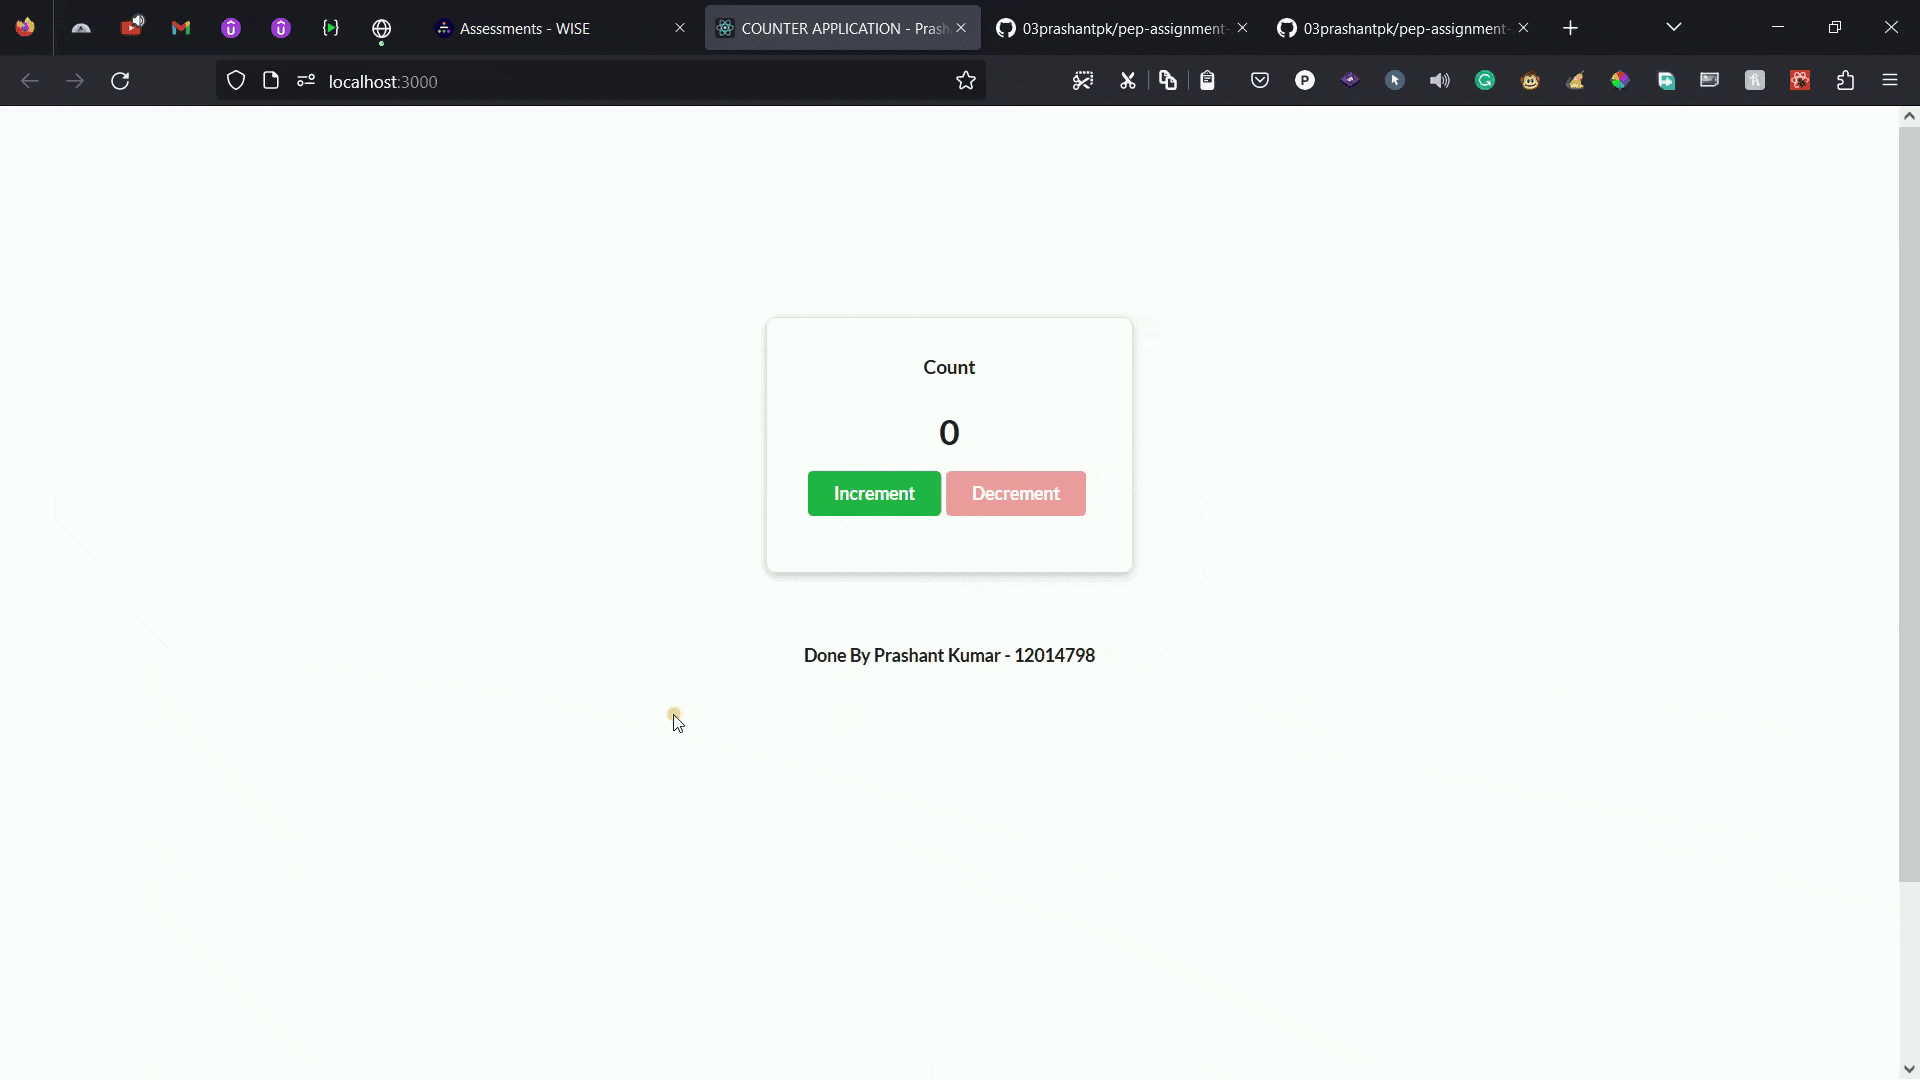 Assessments - WISE
COUNTER APPLICATION - Prash
03prashantpk/pep-assignment-
03prashantpk/pep-assignment-
localhost:3000
Count
0
Increment
Decrement
Done By Prashant Kumar - 12014798